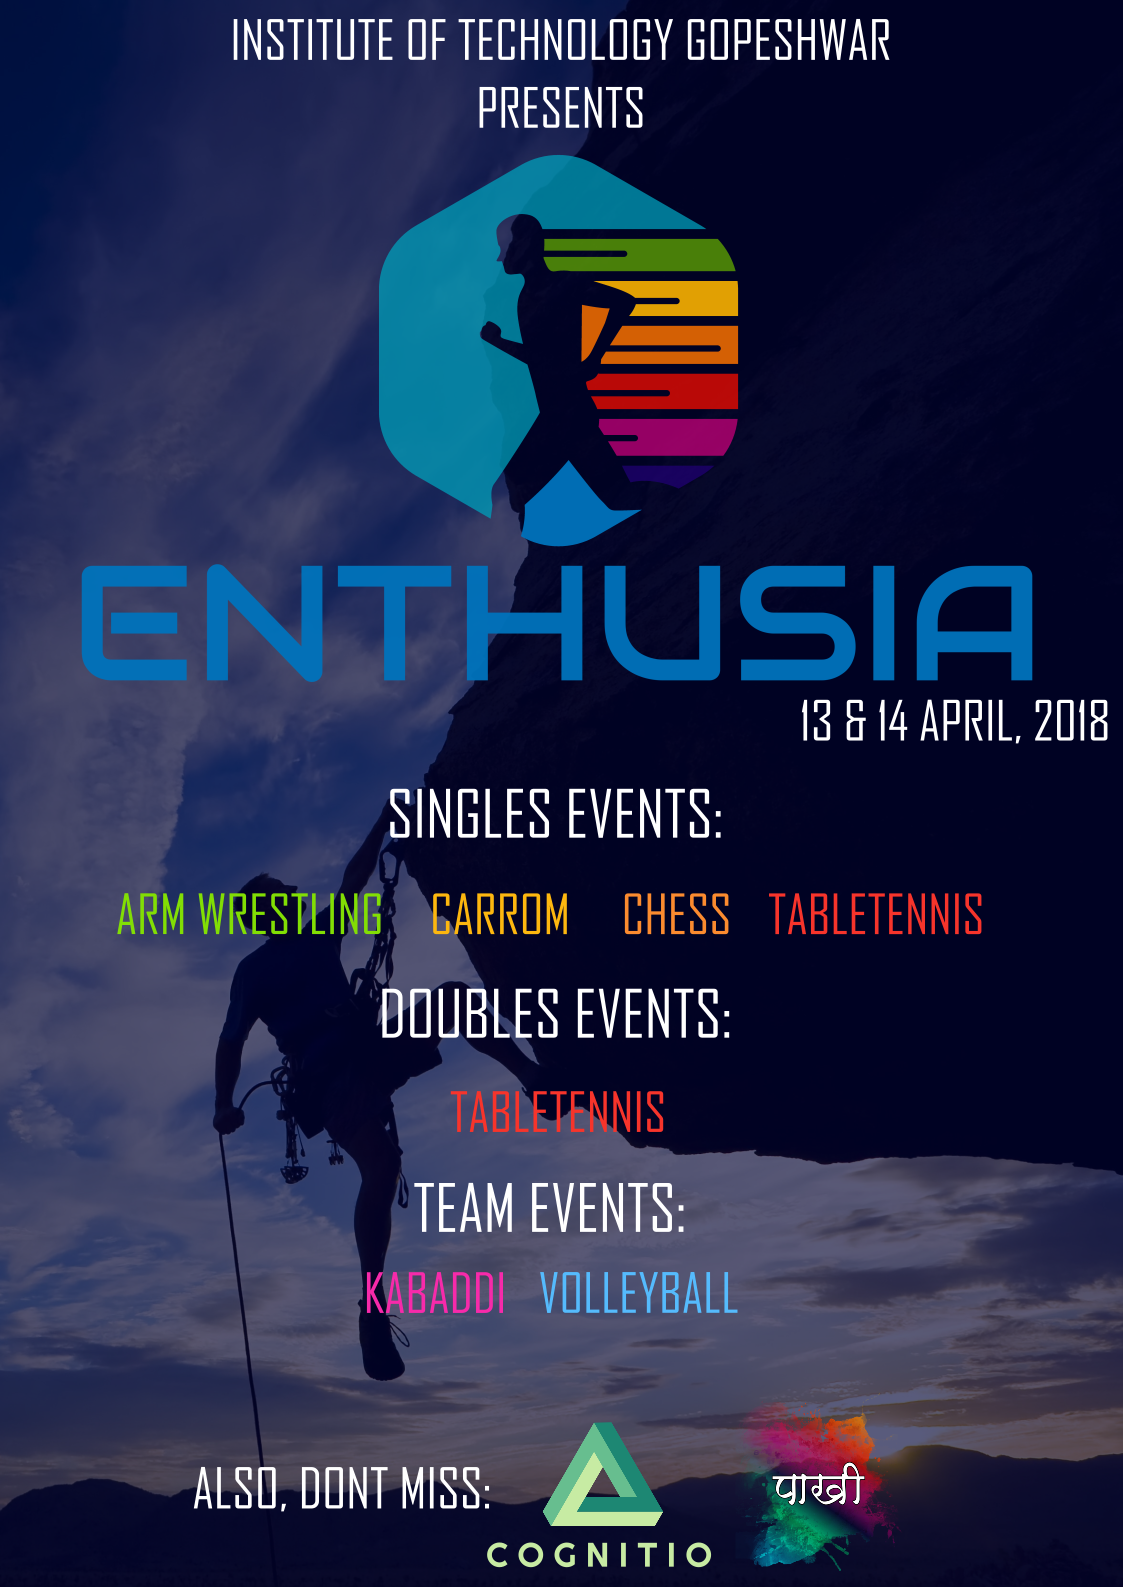 INSTITUTE OF TECHNOLOGY GOPESHWAR
PRESENTS
ENTHUSIA
13 & 14 APRIL, 2018
SINGLES EVENTS:
ARM WRESTLING CARROM CHESS TABLETENNIS
DOUBLES EVENTS:
TABLETENNIS
TEAM EVENTS:
KABADDI VOLLEYBALL
ALSO, DONT MISS:
COGNITIO
पाखी